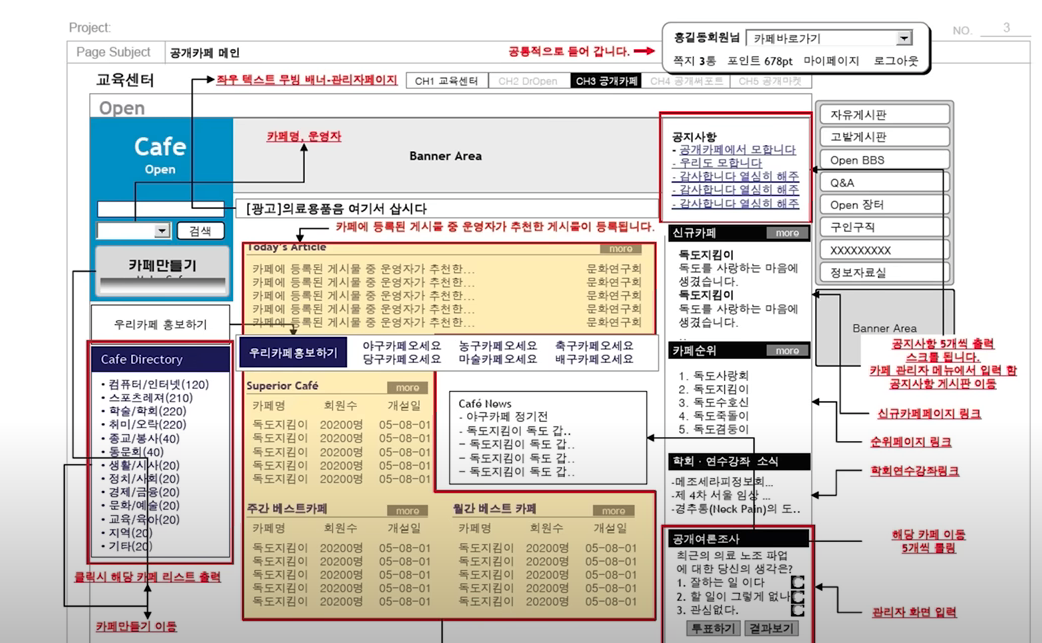 Project:
NO. 3
Page Subject 공개카페 메인
공통적으로 들어 갑니다.
홍길동회원님 카페바로가기
쪽지 3통 포인트 678pt 마이페이지 로그아웃
교육센터
좌우 텍스트 무빙 배너-관리자페이지
CH1 교육센터 CH2 DrOpen CH3 공개카페 CH4 공개써포트 CH5 공개마켓
Open
Cafe
Open
검색
카페만들기
카페명, 운영자
Banner Area
[광고]의료용품을 여기서 삽시다
카페에 등록된 게시물 중 운영자가 추천한 게시물이 등록됩니다.
공지사항
- 공개카페에서 모합니다
- 우리도 모합니다
- 감사합니다 열심히 해주
- 감사합니다 열심히 해주
- 감사합니다 열심히 해주
자유게시판
고발게시판
Open BBS
Q&A
Open 장터
구인구직
XXXXXXXXX
정보자료실
Banner Area
우리카페 홍보하기
Today's Article more
카페에 등록된 게시물 중 운영자가 추천한... 문화연구회
카페에 등록된 게시물 중 운영자가 추천한... 문화연구회
카페에 등록된 게시물 중 운영자가 추천한... 문화연구회
카페에 등록된 게시물 중 운영자가 추천한... 문화연구회
카페에 등록된 게시물 중 운영자가 추천한... 문화연구회
신규카페 more
독도지킴이
독도를 사랑하는 마음에
생겼습니다.
독도지킴이
독도를 사랑하는 마음에
생겼습니다.
우리카페홍보하기
야구카페오세요 농구카페오세요 축구카페오세요
당구카페오세요 마술카페오세요 배구카페오세요
카페순위 more
1. 독도사랑회
2. 독도지킴이
3. 독도수호신
4. 독도죽돌이
5. 독도겸둥이
공지사항 5개씩 출력
스크롤 됩니다.
카페 관리자 메뉴에서 입력 함
공지사항 게시판 이동
신규카페페이지 링크
순위페이지 링크
학회연수강좌링크
해당 카페 이동
5개씩 롤링
관리자 화면 입력
Cafe Directory
• 컴퓨터/인터넷(120)
• 스포츠레져(210)
• 학술/학회(220)
• 취미/오락(220)
• 종교/봉사(40)
• 동문회(40)
• 생활/시사(20)
• 정치/사회(20)
• 경제/금융(20)
• 문화/예술(20)
• 교육/육아(20)
• 지역(20)
• 기타(20)
클릭시 해당 카페 리스트 출력
카페만들기 이동
Superior Café more
카페명 회원수 개설일
독도지킴이 20200명 05-08-01
독도지킴이 20200명 05-08-01
독도지킴이 20200명 05-08-01
독도지킴이 20200명 05-08-01
독도지킴이 20200명 05-08-01
Café News
- 야구카페 정기전
- 독도지킴이 독도 갑..
- 독도지킴이 독도 갑..
- 독도지킴이 독도 갑..
- 독도지킴이 독도 갑..
주간 베스트카페 more
카페명 회원수 개설일
독도지킴이 20200명 05-08-01
독도지킴이 20200명 05-08-01
독도지킴이 20200명 05-08-01
독도지킴이 20200명 05-08-01
독도지킴이 20200명 05-08-01
월간 베스트 카페 more
카페명 회원수 개설일
독도지킴이 20200명 05-08-01
독도지킴이 20200명 05-08-01
독도지킴이 20200명 05-08-01
독도지킴이 20200명 05-08-01
독도지킴이 20200명 05-08-01
학회 · 연수강좌 소식
-메조세라피정보회...
-제 4차 서울 임상 ...
-경추통(Neck Pain)의 도..
공개여론조사
최근의 의료 노조 파업
에 대한 당신의 생각은?
1. 잘하는 일 이다
2. 할 일이 그렇게 없나
3. 관심없다.
투표하기 결과보기